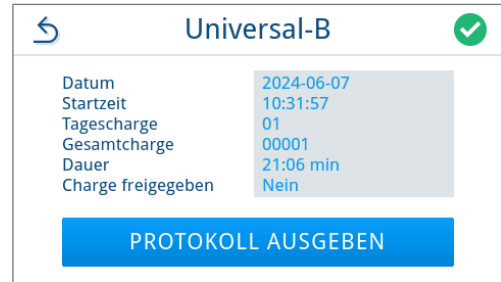 Universal-B
Datum 2024-06-07
Startzeit 10:31:57
Tagescharge 01
Gesamtcharge 00001
Dauer 21:06 min
Charge freigegeben Nein
PROTOKOLL AUSGEBEN